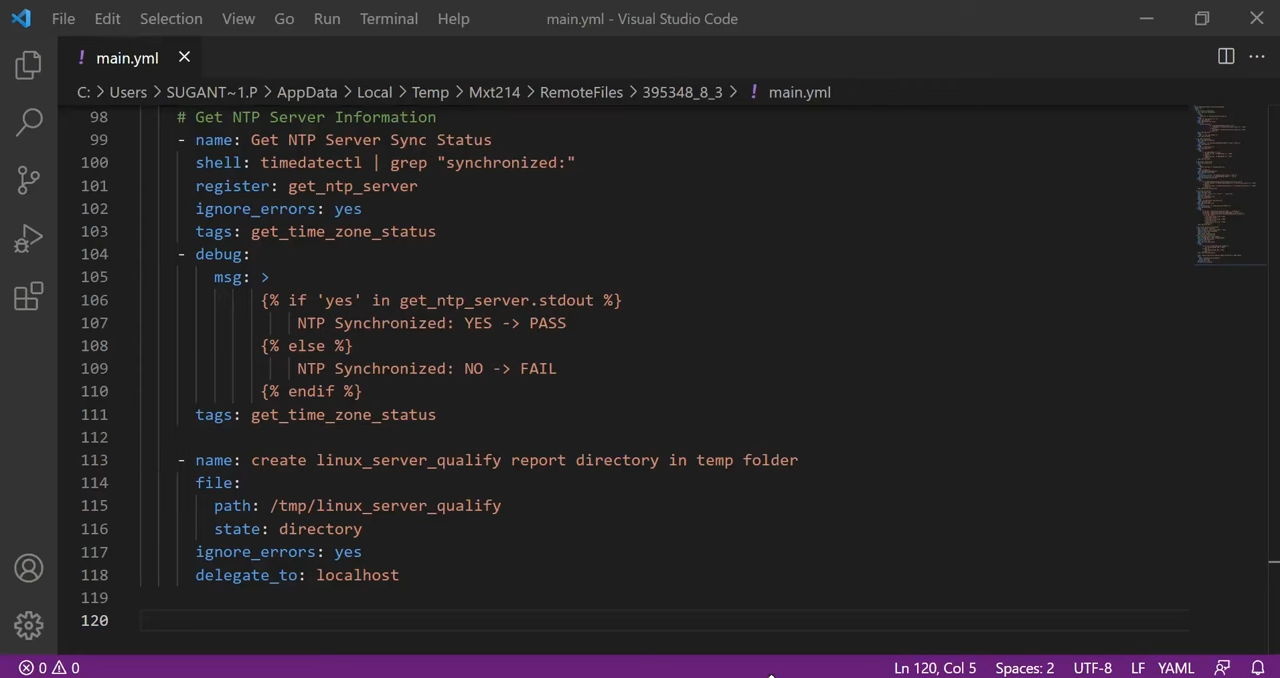 File Edit Selection View Go Run Terminal Help main.yml - Visual Studio Code
! main.yml ×
C: > Users > SUGANT~1.P > AppData > Local > Temp > Mxt214 > RemoteFiles > 395348_8_3 > ! main.yml
98 # Get NTP Server Information
99 - name: Get NTP Server Sync Status
100 shell: timedatectl | grep "synchronized:"
101 register: get_ntp_server
102 ignore_errors: yes
103 tags: get_time_zone_status
104 - debug:
105 msg: >
106 {% if 'yes' in get_ntp_server.stdout %}
107 NTP Synchronized: YES -> PASS
108 {% else %}
109 NTP Synchronized: NO -> FAIL
110 {% endif %}
111 tags: get_time_zone_status
112
113 - name: create linux_server_qualify report directory in temp folder
114 file:
115 path: /tmp/linux_server_qualify
116 state: directory
117 ignore_errors: yes
118 delegate_to: localhost
119
120
0 0 Ln 120, Col 5 Spaces: 2 UTF-8 LF YAML